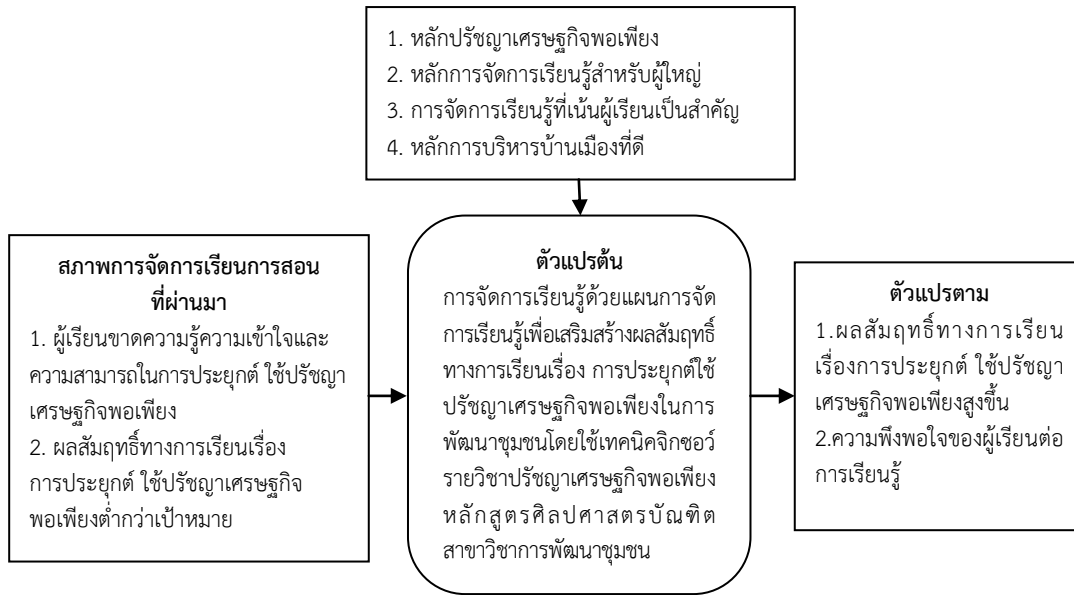 1. หลักปรัชญาเศรษฐกิจพอเพียง
2. หลักการจัดการเรียนรู้สำหรับผู้ใหญ่
3. การจัดการเรียนรู้ที่เน้นผู้เรียนเป็นสำคัญ
4. หลักการบริหารบ้านเมืองที่ดี
สภาพการจัดการเรียนการสอน
ที่ผ่านมา
1. ผู้เรียนขาดความรู้ความเข้าใจและ
ความสามารถในการประยุกต์ ใช้ปรัชญา
เศรษฐกิจพอเพียง
2. ผลสัมฤทธิ์ทางการเรียนเรื่อง
การประยุกต์ ใช้ปรัชญาเศรษฐกิจ
พอเพียงต่ำกว่าเป้าหมาย
ตัวแปรต้น
การจัดการเรียนรู้ด้วยแผนการจัด
การเรียนรู้เพื่อเสริมสร้างผลสัมฤทธิ์
ทางการเรียนเรื่อง การประยุกต์ใช้
ปรัชญาเศรษฐกิจพอเพียงในการ
พัฒนาชุมชนโดยใช้เทคนิคจิกซอว์
รายวิชาปรัชญาเศรษฐกิจพอเพียง
หลักสูตรศิลปศาสตรบัณฑิต
สาขาวิชาการพัฒนาชุมชน
ตัวแปรตาม
1.ผลสัมฤทธิ์ทางการเรียน
เรื่องการประยุกต์ ใช้ปรัชญา
เศรษฐกิจพอเพียงสูงขึ้น
2.ความพึงพอใจของผู้เรียนต่อ
การเรียนรู้